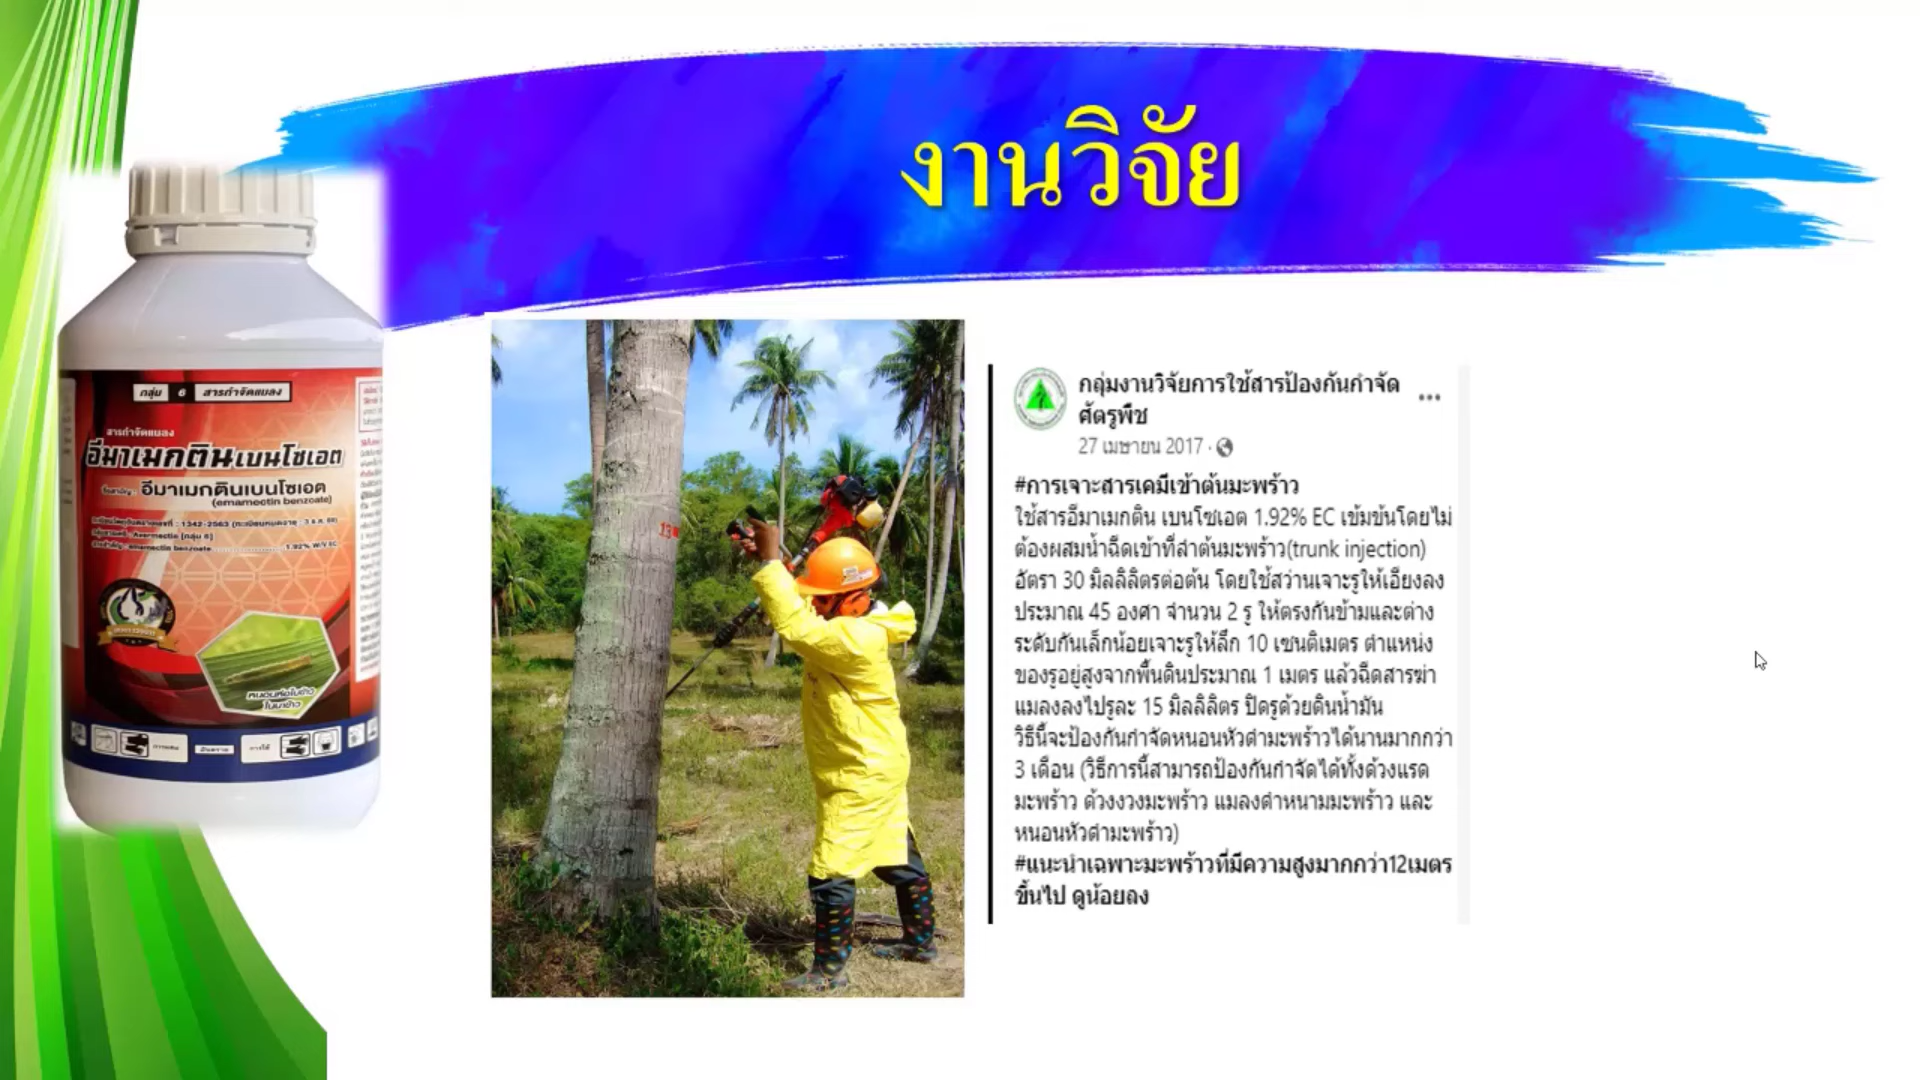 งานวิจัย
กลุ่ม 6 สารกำจัดแมลง
สารกำจัดแมลง
อีมาเมกตินเบนโซเอต
ชื่อสามัญ : อีมาเมกตินเบนโซเอต
(emamectin benzoate)
หนอนห่อใบข้าว
ในนาข้าว
13
กลุ่มงานวิจัยการใช้สารป้องกันกำจัด
ศัตรูพืช
27 เมษายน 2017 ·
#การเจาะสารเคมีเข้าต้นมะพร้าว
ใช้สารอีมาเมกติน เบนโซเอต 1.92% EC เข้มข้นโดยไม่
ต้องผสมน้ำฉีดเข้าที่ลำต้นมะพร้าว(trunk injection)
อัตรา 30 มิลลิลิตรต่อต้น โดยใช้สว่านเจาะรูให้เอียงลง
ประมาณ 45 องศา จำนวน 2 รู ให้ตรงกันข้ามและต่าง
ระดับกันเล็กน้อยเจาะรูให้ลึก 10 เซนติเมตร ตำแหน่ง
ของรูอยู่สูงจากพื้นดินประมาณ 1 เมตร แล้วฉีดสารฆ่า
แมลงลงไปรูละ 15 มิลลิลิตร ปิดรูด้วยดินน้ำมัน
วิธีนี้จะป้องกันกำจัดหนอนหัวดำมะพร้าวได้นานมากกว่า
3 เดือน (วิธีการนี้สามารถป้องกันกำจัดได้ทั้งด้วงแรด
มะพร้าว ด้วงงวงมะพร้าว แมลงดำหนามมะพร้าว และ
หนอนหัวดำมะพร้าว)
#แนะนำเฉพาะมะพร้าวที่มีความสูงมากกว่า12เมตร
ขึ้นไป ดูน้อยลง